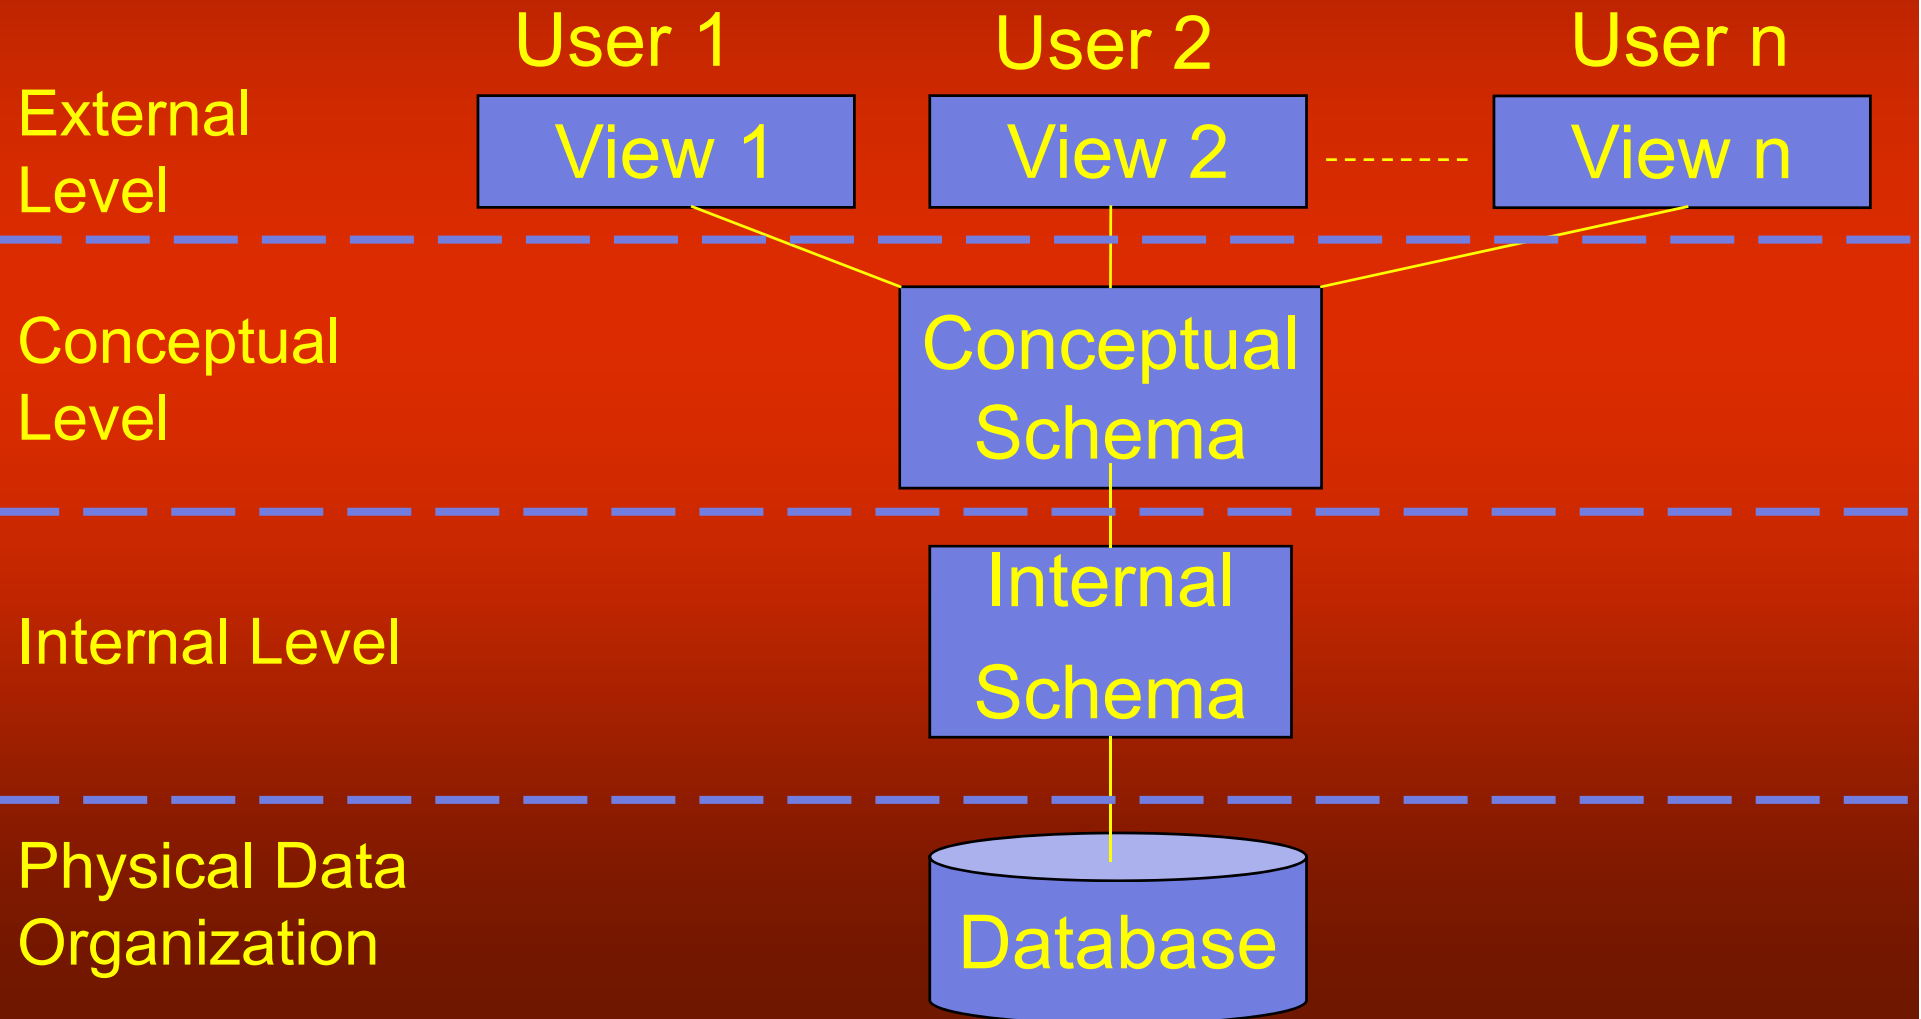 User 1
User 2
User n
External
Level
View 1
View 2
View n
Conceptual
Level
Conceptual
Schema
Internal Level
Internal
Schema
Physical Data
Organization
Database